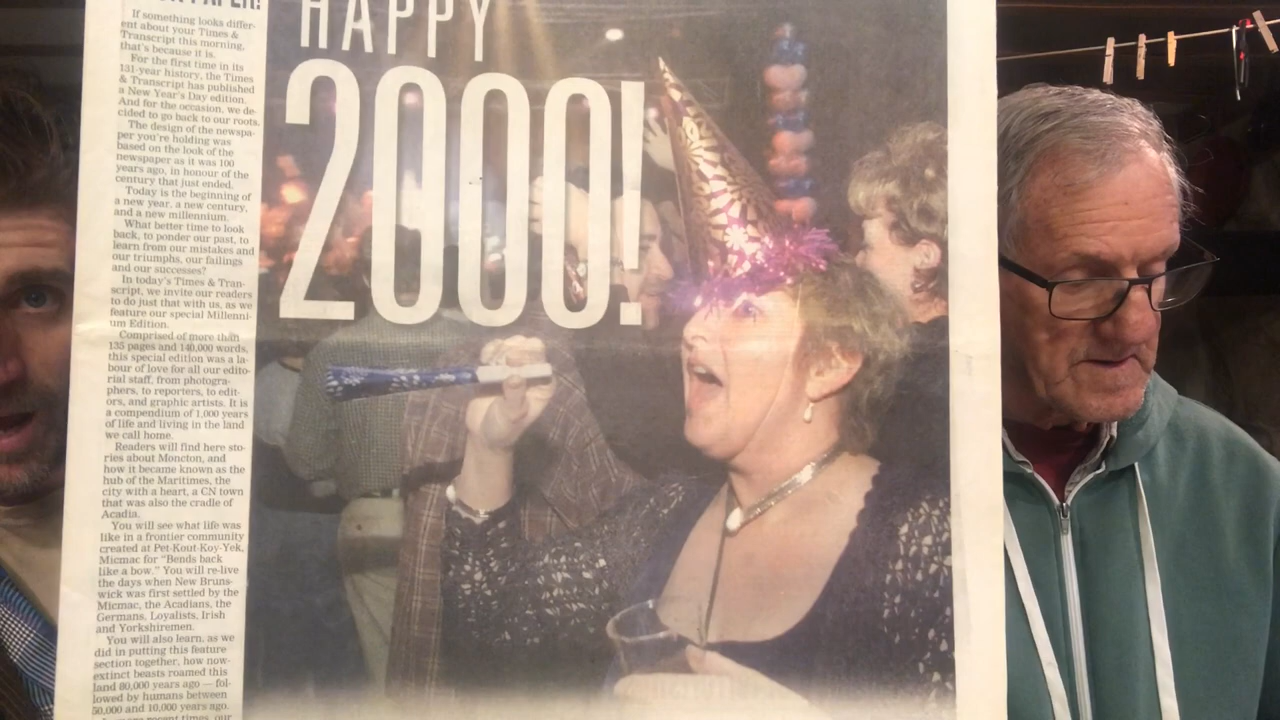 PAPER!
If something looks differ-
ent about your Times &
Transcript this morning,
that's because it is.
For the first time in its
131-year history, the Times
& Transcript has published
a New Year's Day edition.
And for the occasion, we de-
cided to go back to our roots.
The design of the newspa-
per you're holding was
based on the look of the
newspaper as it was 100
years ago, in honour of the
century that just ended.
Today is the beginning of
a new year, a new century,
and a new millennium.
What better time to look
back, to ponder our past, to
learn from our mistakes and
our triumphs, our failings
and our successes?
In today's Times & Tran-
script, we invite our readers
to do just that with us, as we
feature our special Millenni-
um Edition.
Comprised of more than
135 pages and 140,000 words,
this special edition was a la-
bour of love for all our edito-
rial staff, from photogra-
phers, to reporters, to edit-
ors, and graphic artists. It is
a compendium of 1,000 years
of life and living in the land
we call home.
Readers will find here sto-
ries about Moncton, and
how it became known as the
hub of the Maritimes, the
city with a heart, a CN town
that was also the cradle of
Acadia.
You will see what life was
like in a frontier community
created at Pet-Kout-Koy-Yek,
Micmac for "Bends back
like a bow." You will re-live
the days when New Bruns-
wick was first settled by the
Micmac, the Acadians, the
Germans, Loyalists, Irish
and Yorkshiremen.
You will also learn, as we
did in putting this feature
section together, how now-
extinct beasts roamed this
land 80,000 years ago — fol-
lowed by humans between
50,000 and 10,000 years ago.
recent times, our
HAPPY
2000!